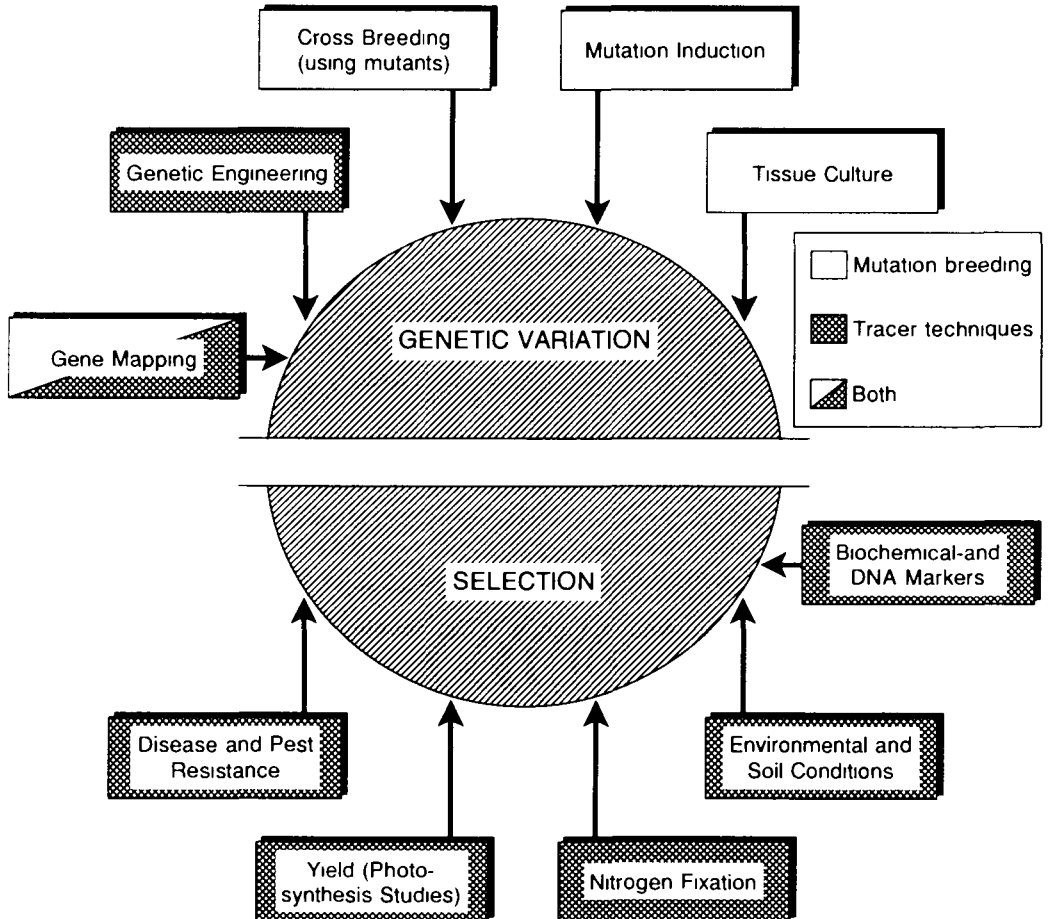 Cross Breeding
(using mutants)
Mutation Induction
Genetic Engineering
Tissue Culture
Mutation breeding
Tracer techniques
Both
Gene Mapping
GENETIC VARIATION
SELECTION
Biochemical-and
DNA Markers
Disease and Pest
Resistance
Environmental and
Soil Conditions
Yield (Photo-
synthesis Studies)
Nitrogen Fixation